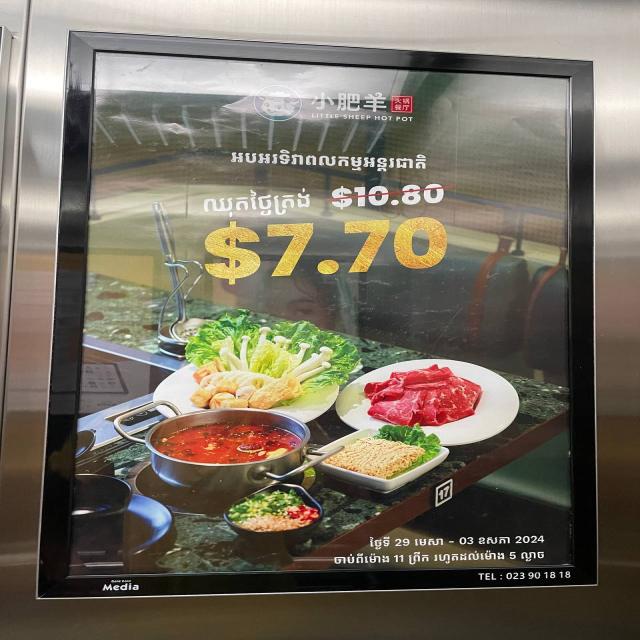 小肥羊 火锅餐厅
LITTLE SHEEP HOT POT
អបអរទិវាពលកម្មអន្តរជាតិ
ឈុតថ្ងៃត្រង់ $10.80
$7.70
17
ថ្ងៃទី 29 មេសា - 03 ឧសភា 2024
ចាប់ពីម៉ោង 11 ព្រឹក រហូតដល់ម៉ោង 5 ល្ងាច
TEL : 023 90 18 18
Media